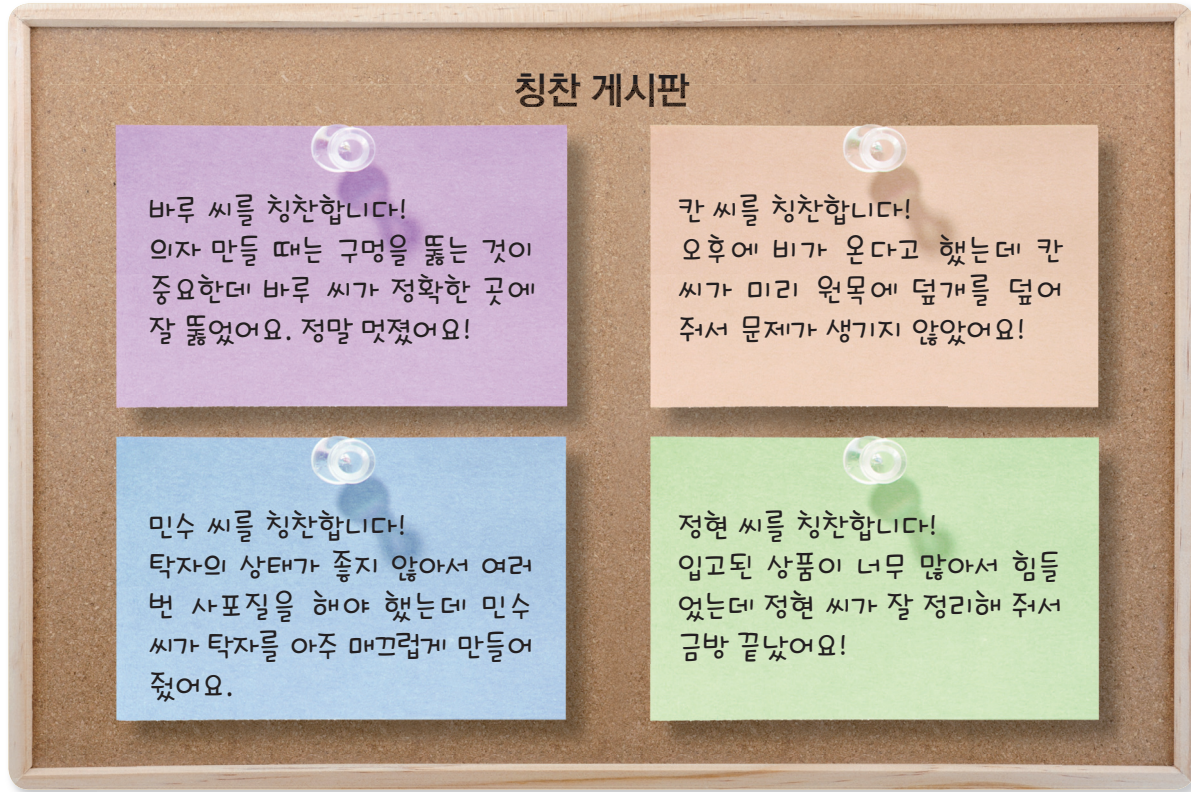 칭찬 게시판
바루 씨를 칭찬합니다!
의자 만들 때는 구멍을 뚫는 것이
중요한데 바루 씨가 정확한 곳에
잘 뚫었어요. 정말 멋졌어요!
칸 씨를 칭찬합니다!
오후에 비가 온다고 했는데 칸
씨가 미리 원목에 덮개를 덮어
줘서 문제가 생기지 않았어요!
민수 씨를 칭찬합니다!
탁자의 상태가 좋지 않아서 여러
번 사포질을 해야 했는데 민수
씨가 탁자를 아주 매끄럽게 만들어
줬어요.
정현 씨를 칭찬합니다!
입고된 상품이 너무 많아서 힘들
었는데 정현 씨가 잘 정리해 줘서
금방 끝났어요!